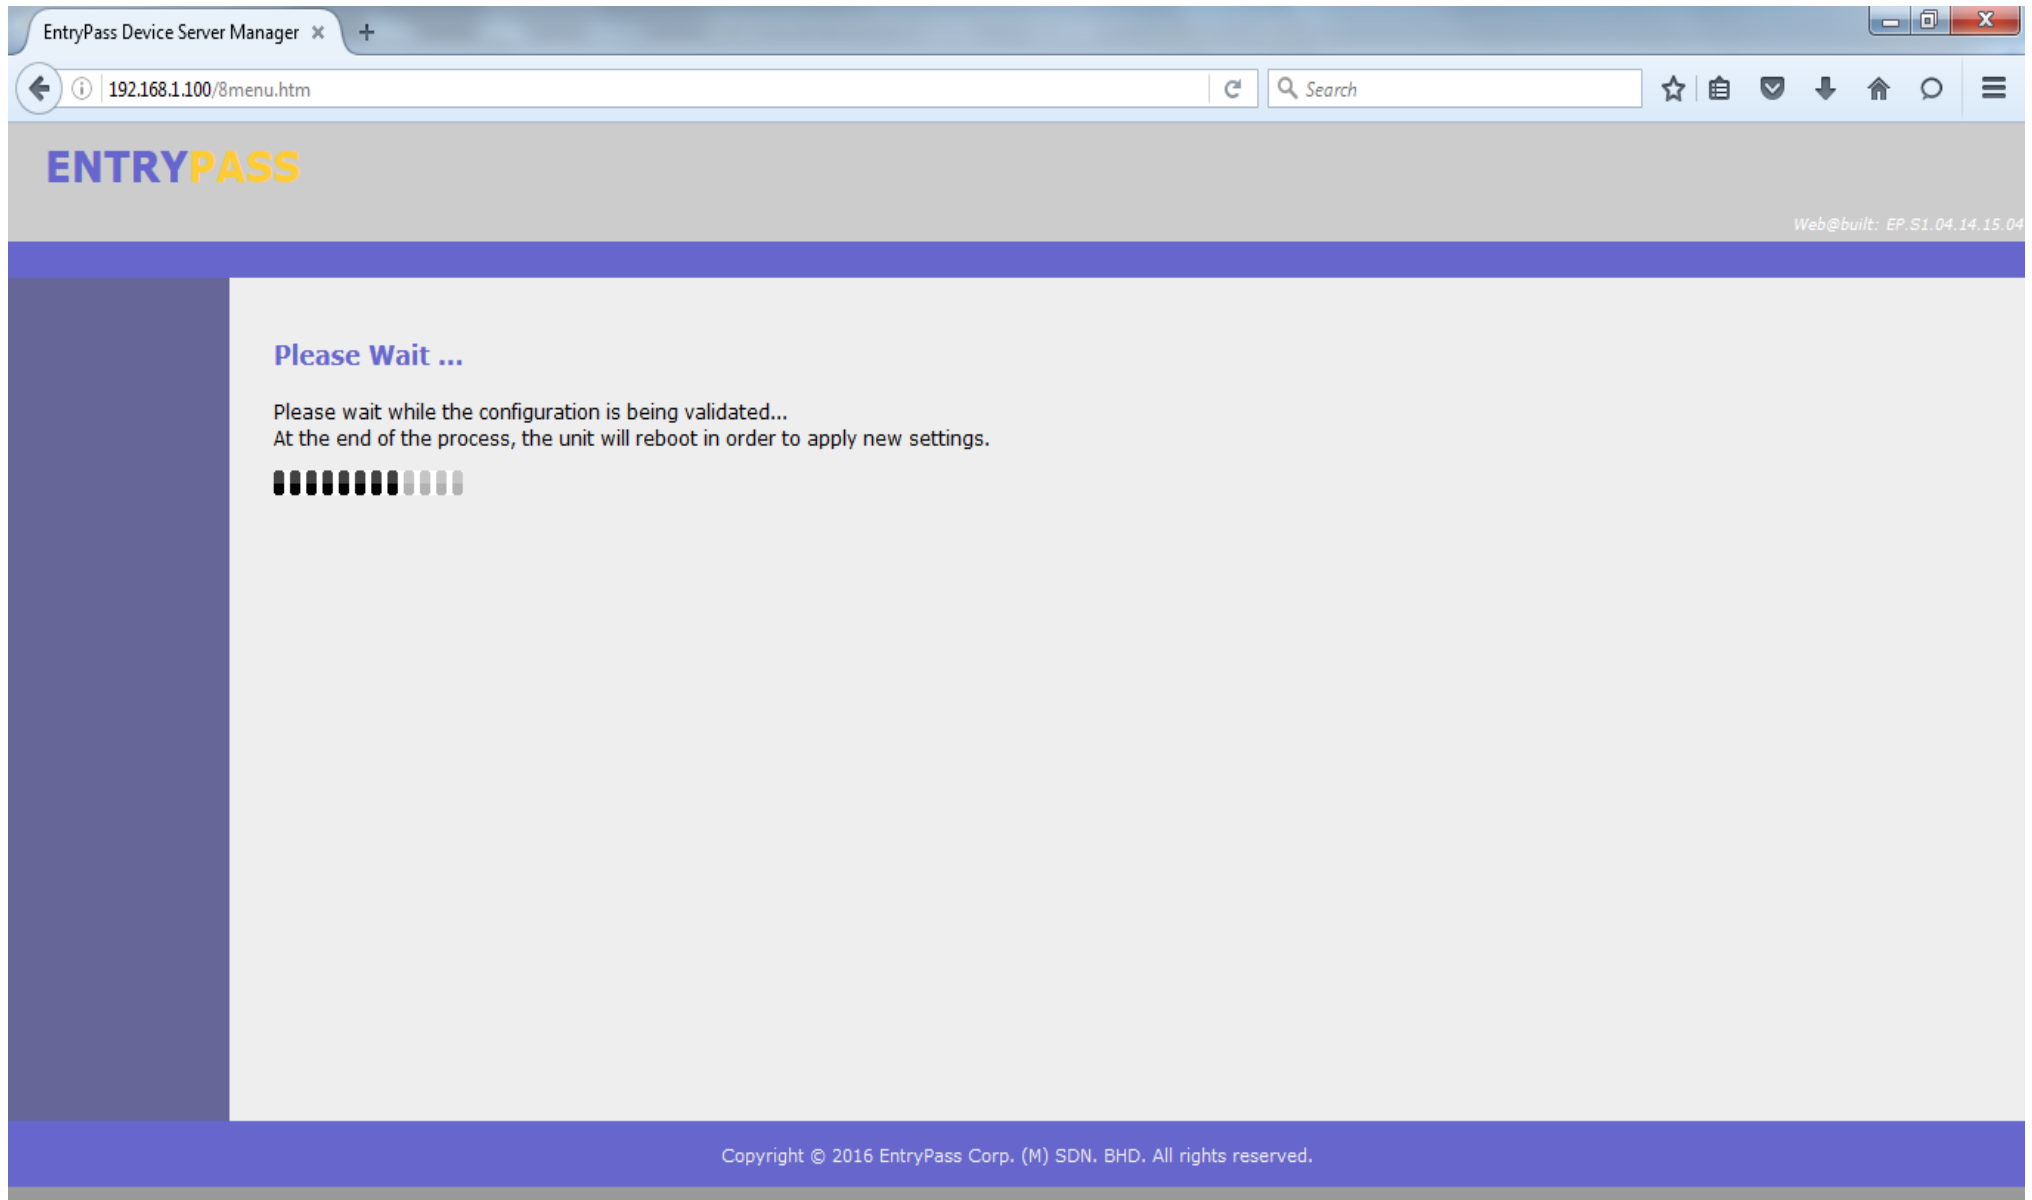 EntryPass Device Server Manager
192.168.1.100/8menu.htm
Search
ENTRYPASS
Web@built: EP.S1.04.14.15.04
Please Wait ...
Please wait while the configuration is being validated...
At the end of the process, the unit will reboot in order to apply new settings.
Copyright © 2016 EntryPass Corp. (M) SDN. BHD. All rights reserved.